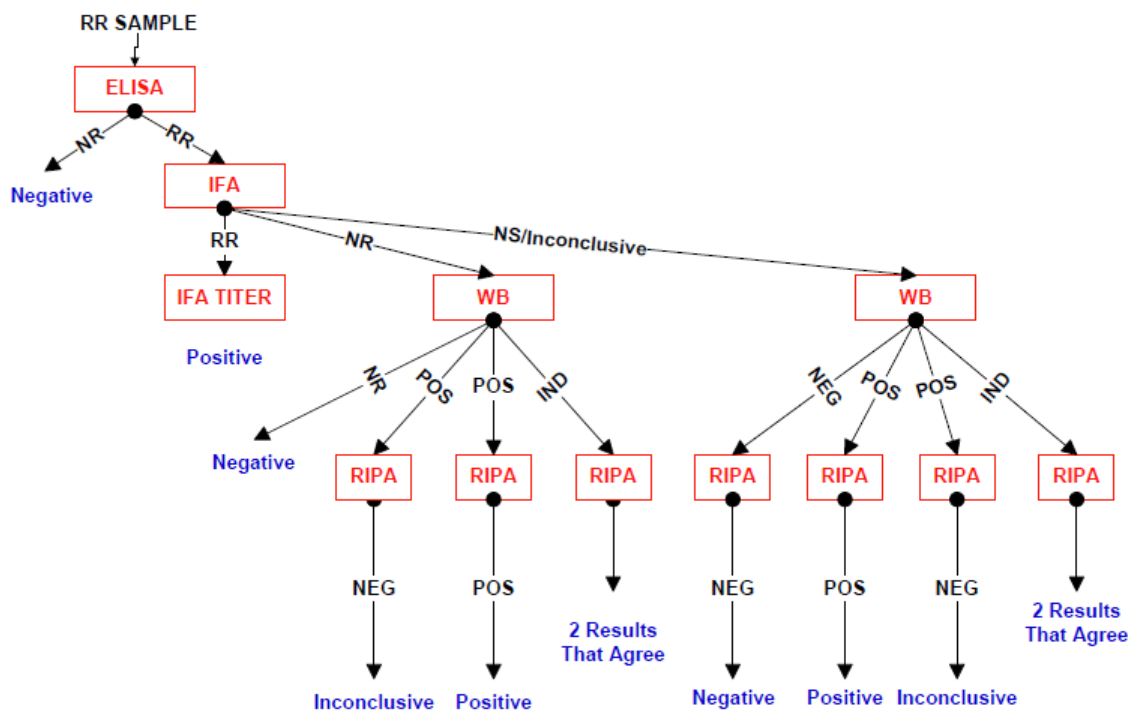 RR SAMPLE
ELISA
NR
RR
Negative
IFA
RR
NR
NS/Inconclusive
IFA TITER
WB
WB
Positive
NR
POS
POS
IND
NEG
POS
POS
IND
Negative
RIPA
RIPA
RIPA
RIPA
RIPA
RIPA
RIPA
NEG
POS
NEG
POS
NEG
2 Results
That Agree
2 Results
That Agree
Inconclusive
Positive
Negative
Positive
Inconclusive